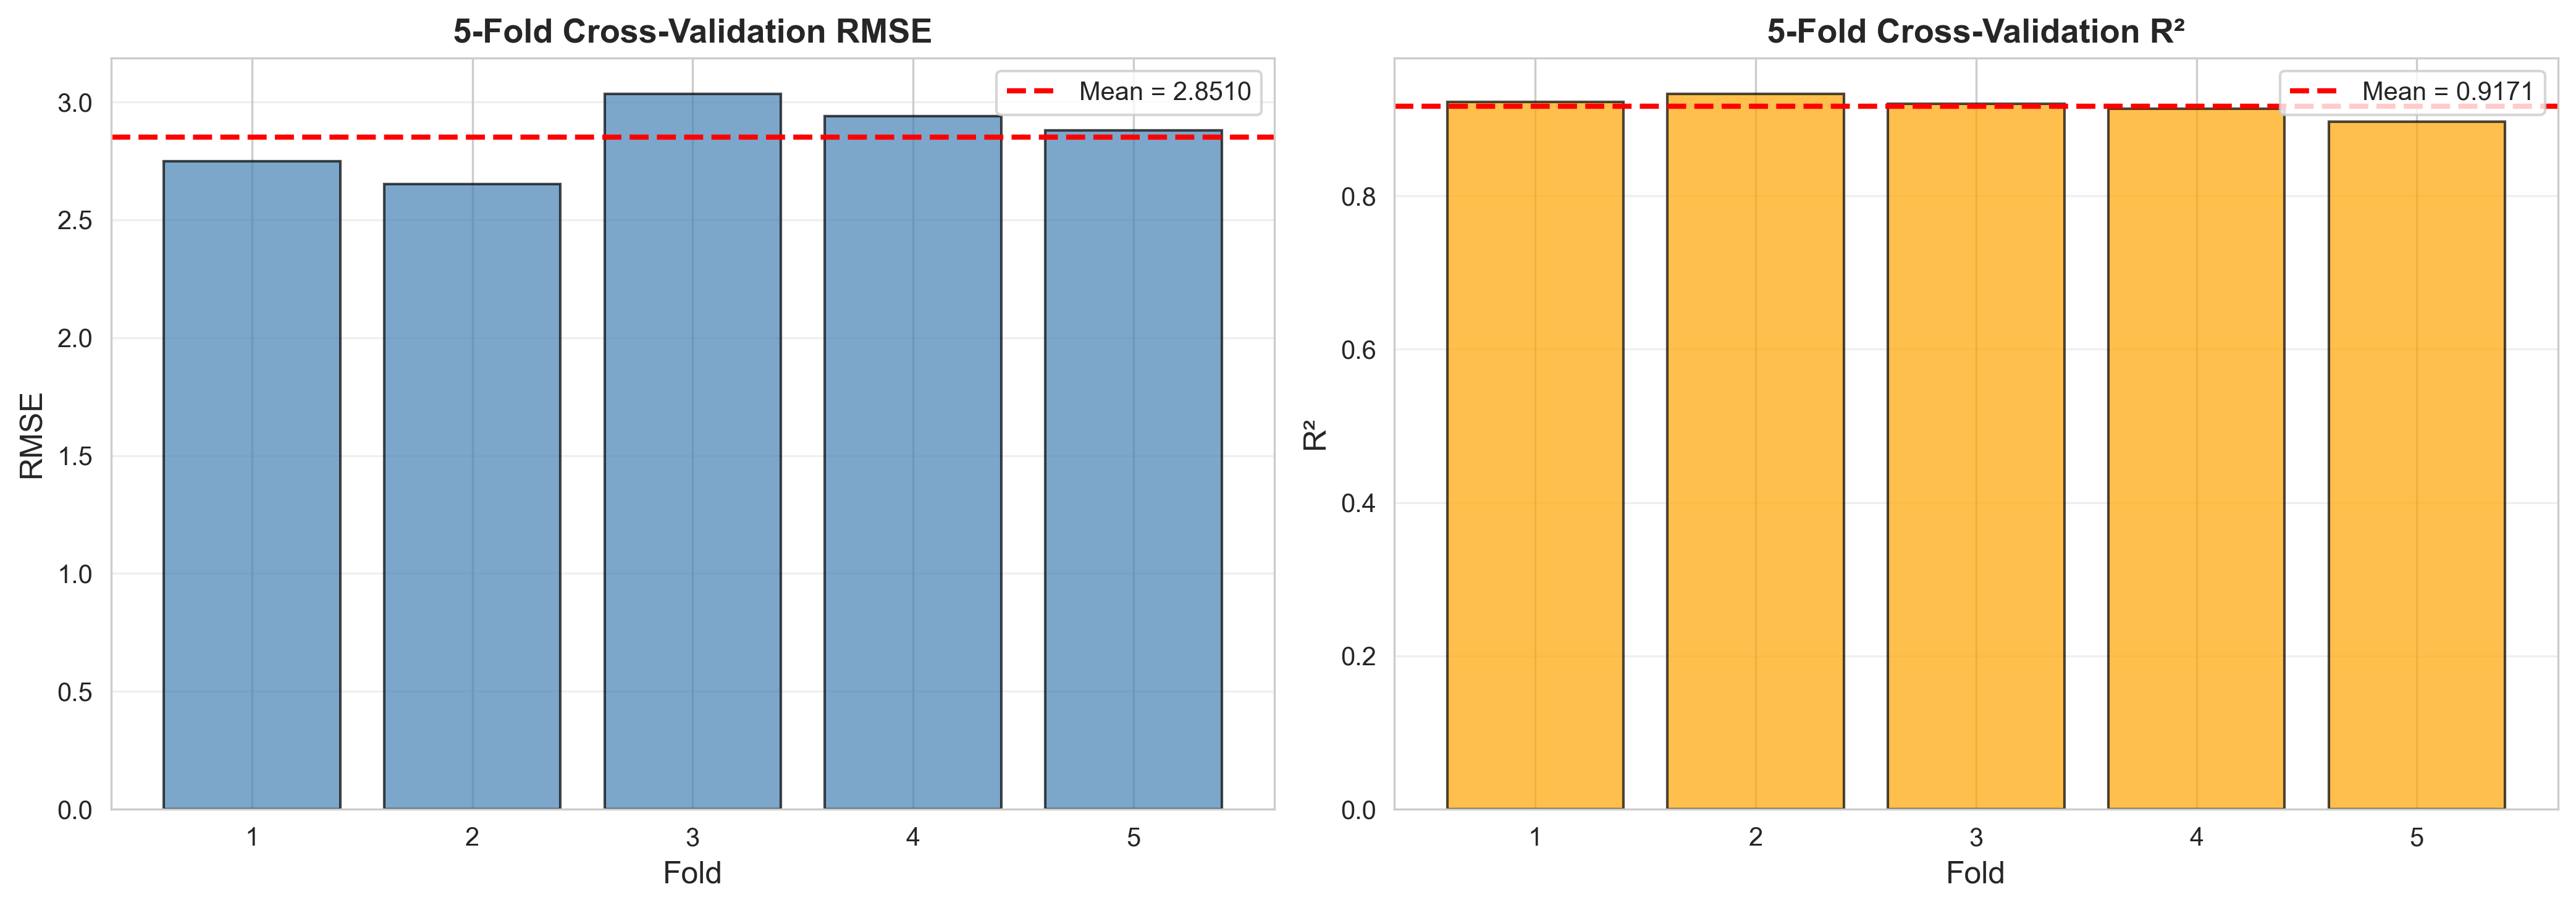 5-Fold Cross-Validation RMSE
Mean = 2.8510
RMSE
3.0
2.5
2.0
1.5
1.0
0.5
0.0
1 2 3 4 5
Fold
5-Fold Cross-Validation R²
Mean = 0.9171
R²
0.8
0.6
0.4
0.2
0.0
1 2 3 4 5
Fold